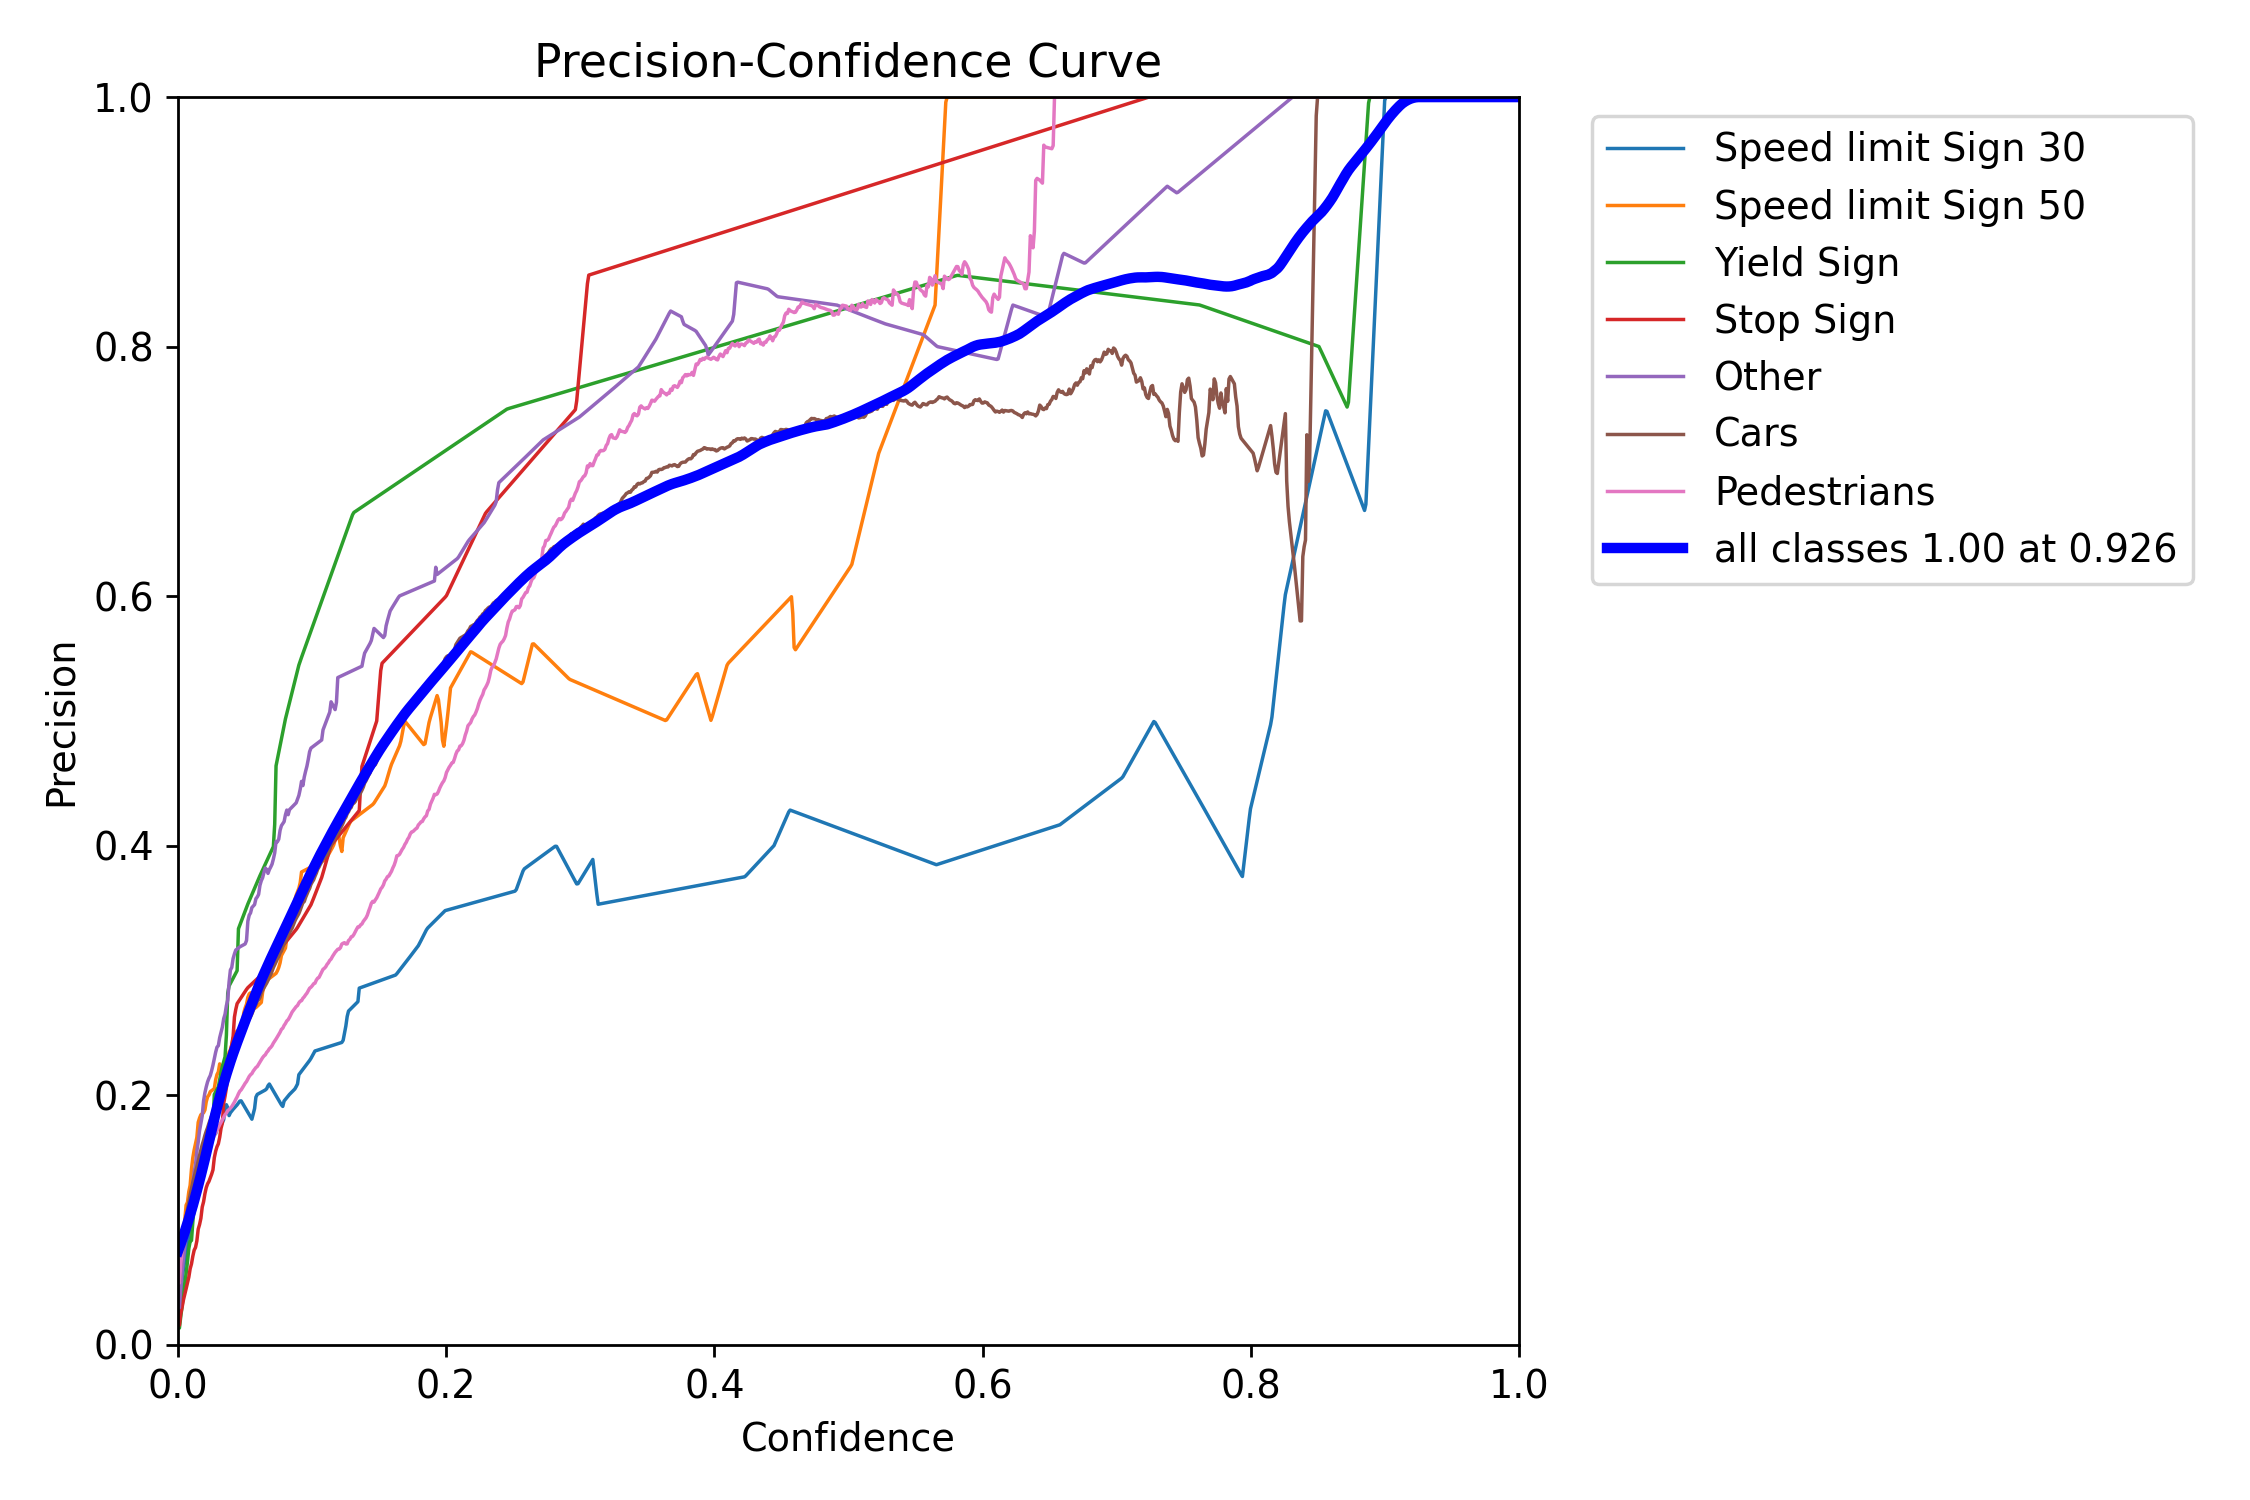 Precision-Confidence Curve
1.0
0.8
0.6
0.4
0.2
0.0
Precision
0.0 0.2 0.4 0.6 0.8 1.0
Confidence
Speed limit Sign 30
Speed limit Sign 50
Yield Sign
Stop Sign
Other
Cars
Pedestrians
all classes 1.00 at 0.926